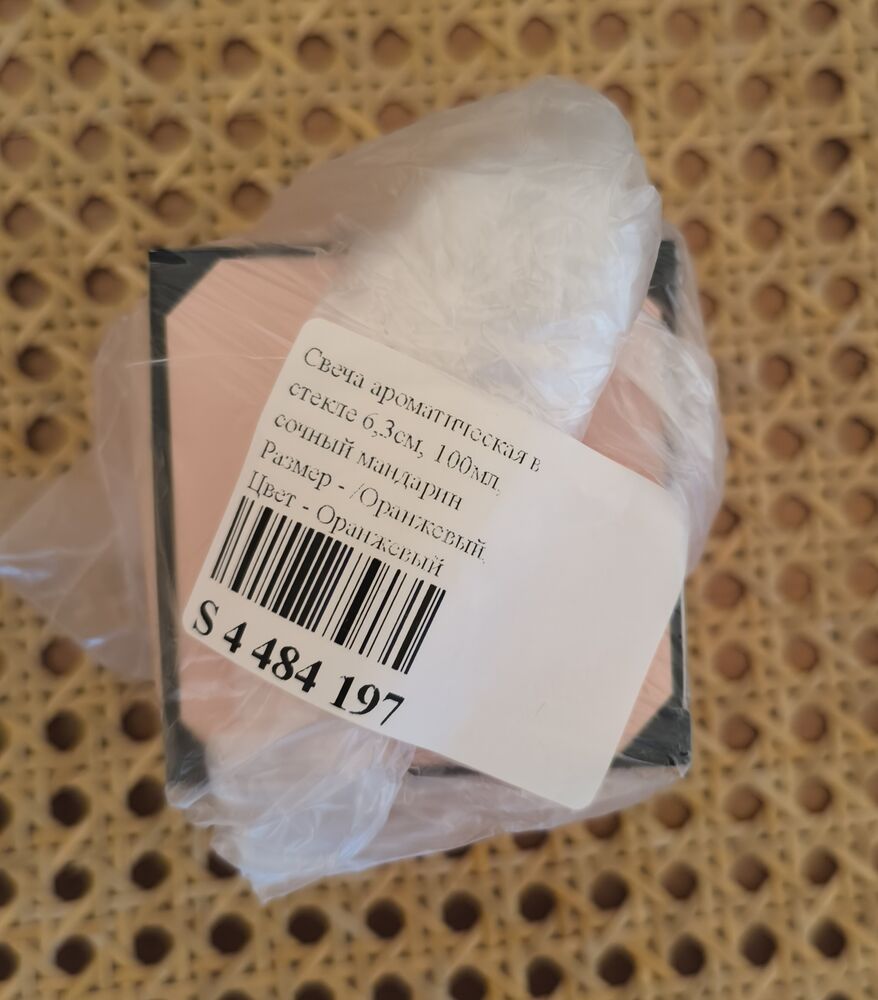 Свеча ароматическая в
стекле 6,3см, 100мл,
сочный мандарин
Размер - /Оранжевый.
Цвет - Оранжевый
S 4 484 197